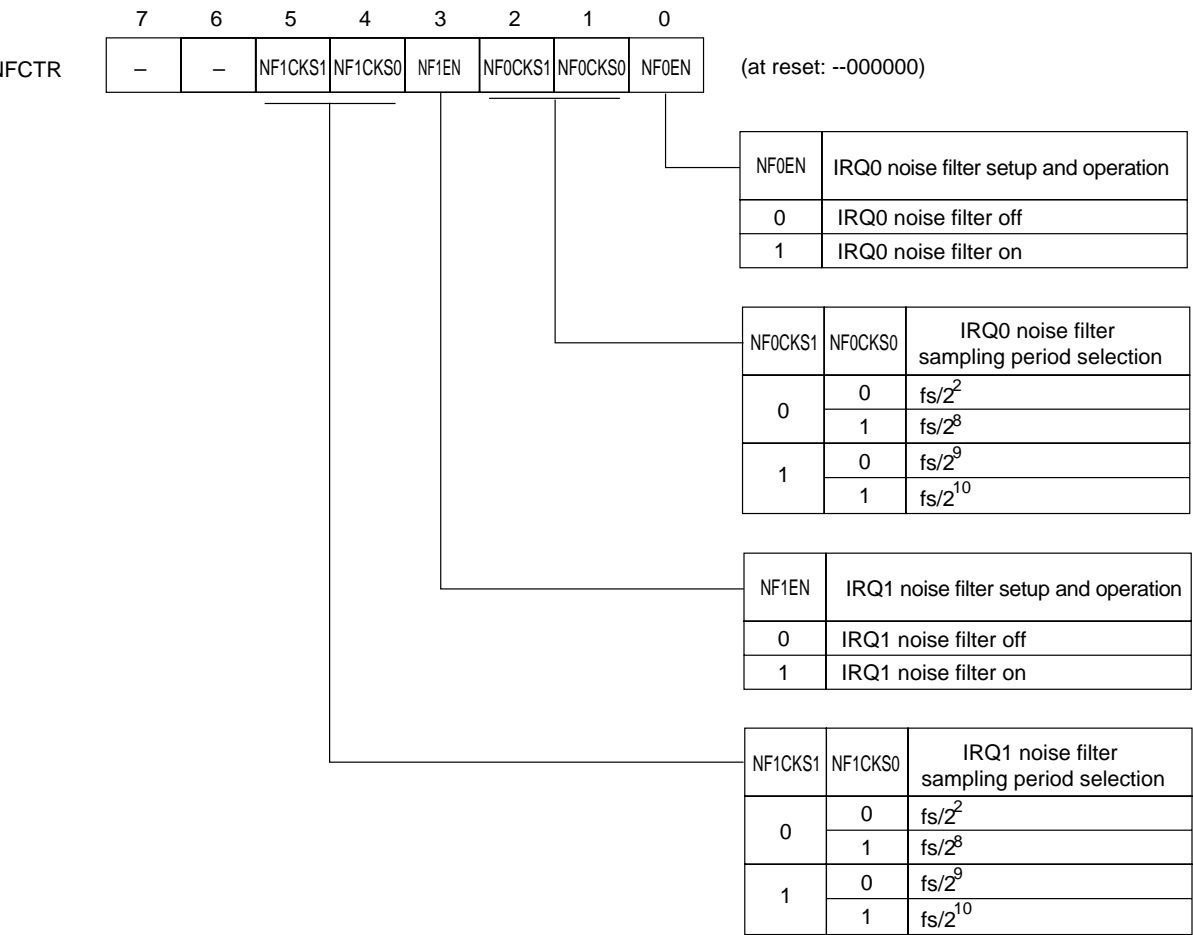 7 6 5 4 3 2 1 0
NFCTR – – NF1CKS1 NF1CKS0 NF1EN NF0CKS1 NF0CKS0 NF0EN (at reset: --000000)
NF0EN IRQ0 noise filter setup and operation
0 IRQ0 noise filter off
1 IRQ0 noise filter on
NF0CKS1 NF0CKS0 IRQ0 noise filter
sampling period selection
0 0 fs/2²
1 fs/2⁸
1 0 fs/2⁹
1 fs/2¹⁰
NF1EN IRQ1 noise filter setup and operation
0 IRQ1 noise filter off
1 IRQ1 noise filter on
NF1CKS1 NF1CKS0 IRQ1 noise filter
sampling period selection
0 0 fs/2²
1 fs/2⁸
1 0 fs/2⁹
1 fs/2¹⁰